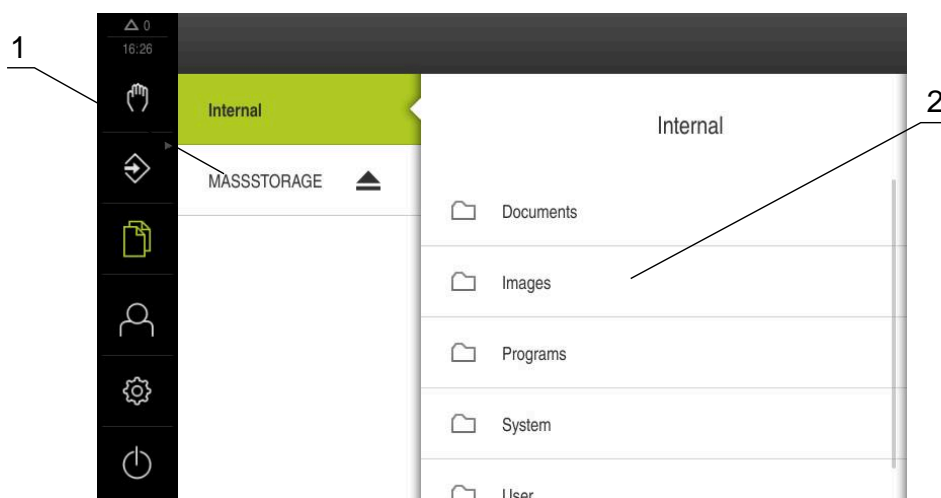 1
0
16:26
Internal
MASSSTORAGE
Internal
2
Documents
Images
Programs
System
User